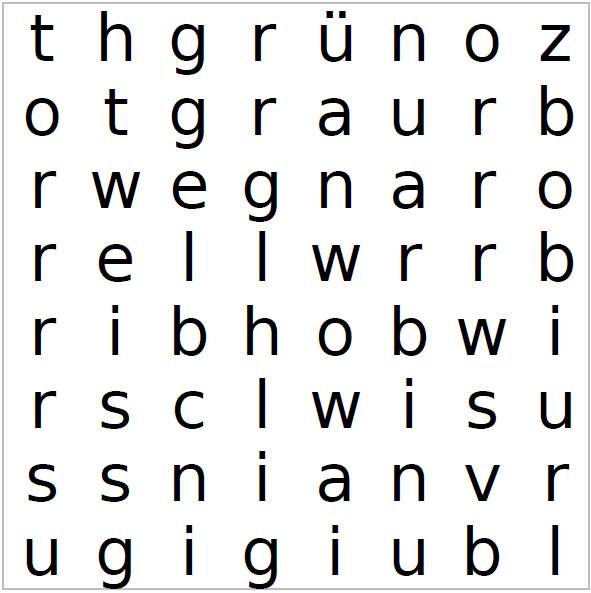 t h g r ü n o z
o t g r a u r b
r w e g n a r o
r e l l w r r b
r i b h o b w i
r s c l w i s u
s s n i a n v r
u g i g i u b l